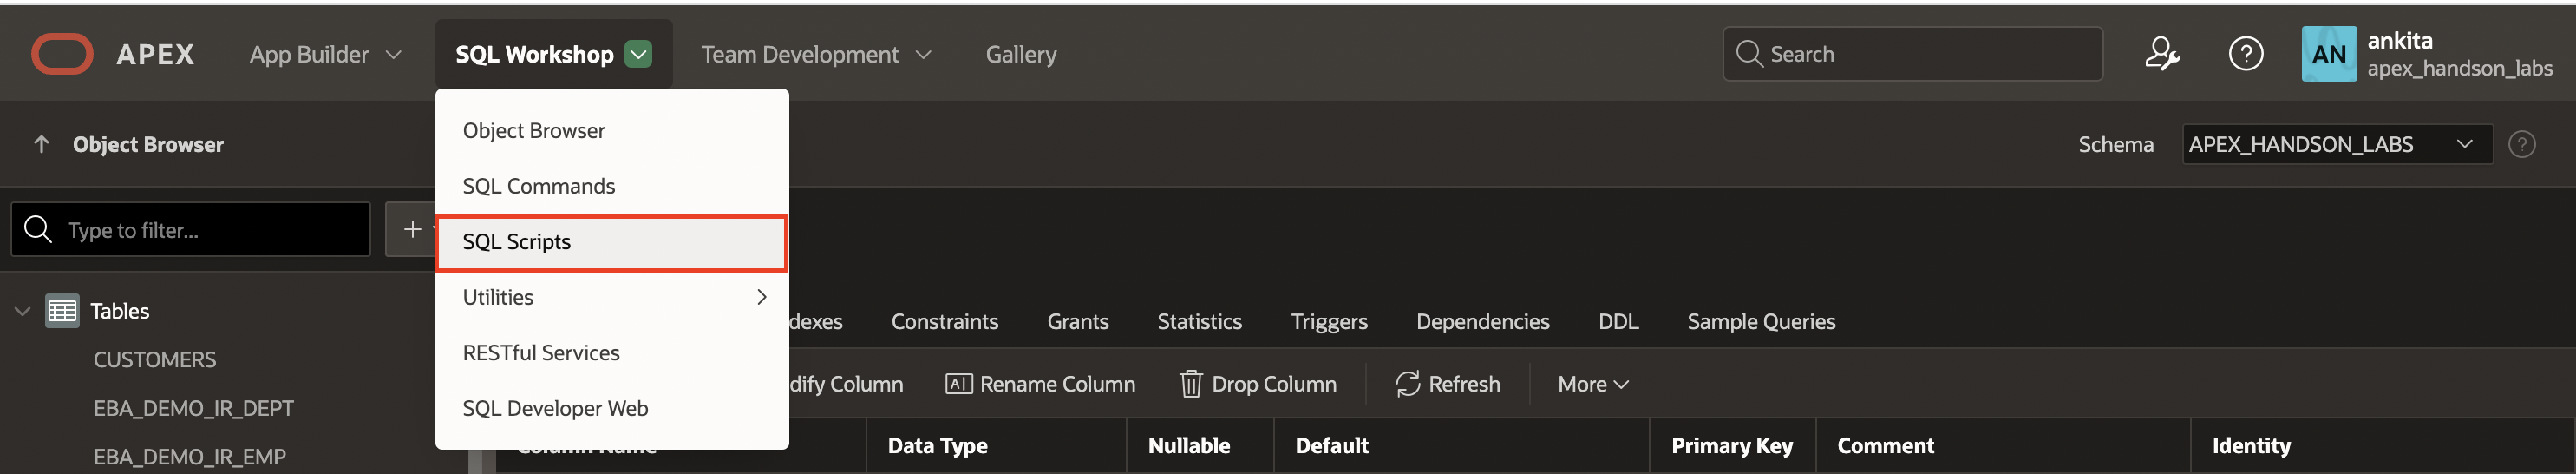 APEX App Builder SQL Workshop Team Development Gallery Search ankita
AN apex_handson_labs
Object Browser Schema APEX_HANDSON_LABS
Object Browser
SQL Commands
SQL Scripts
Utilities
RESTful Services
SQL Developer Web
Type to filter...
Tables
CUSTOMERS
EBA_DEMO_IR_DEPT
EBA_DEMO_IR_EMP
dexes Constraints Grants Statistics Triggers Dependencies DDL Sample Queries
dify Column Rename Column Drop Column Refresh More
Column Name Data Type Nullable Default Primary Key Comment Identity